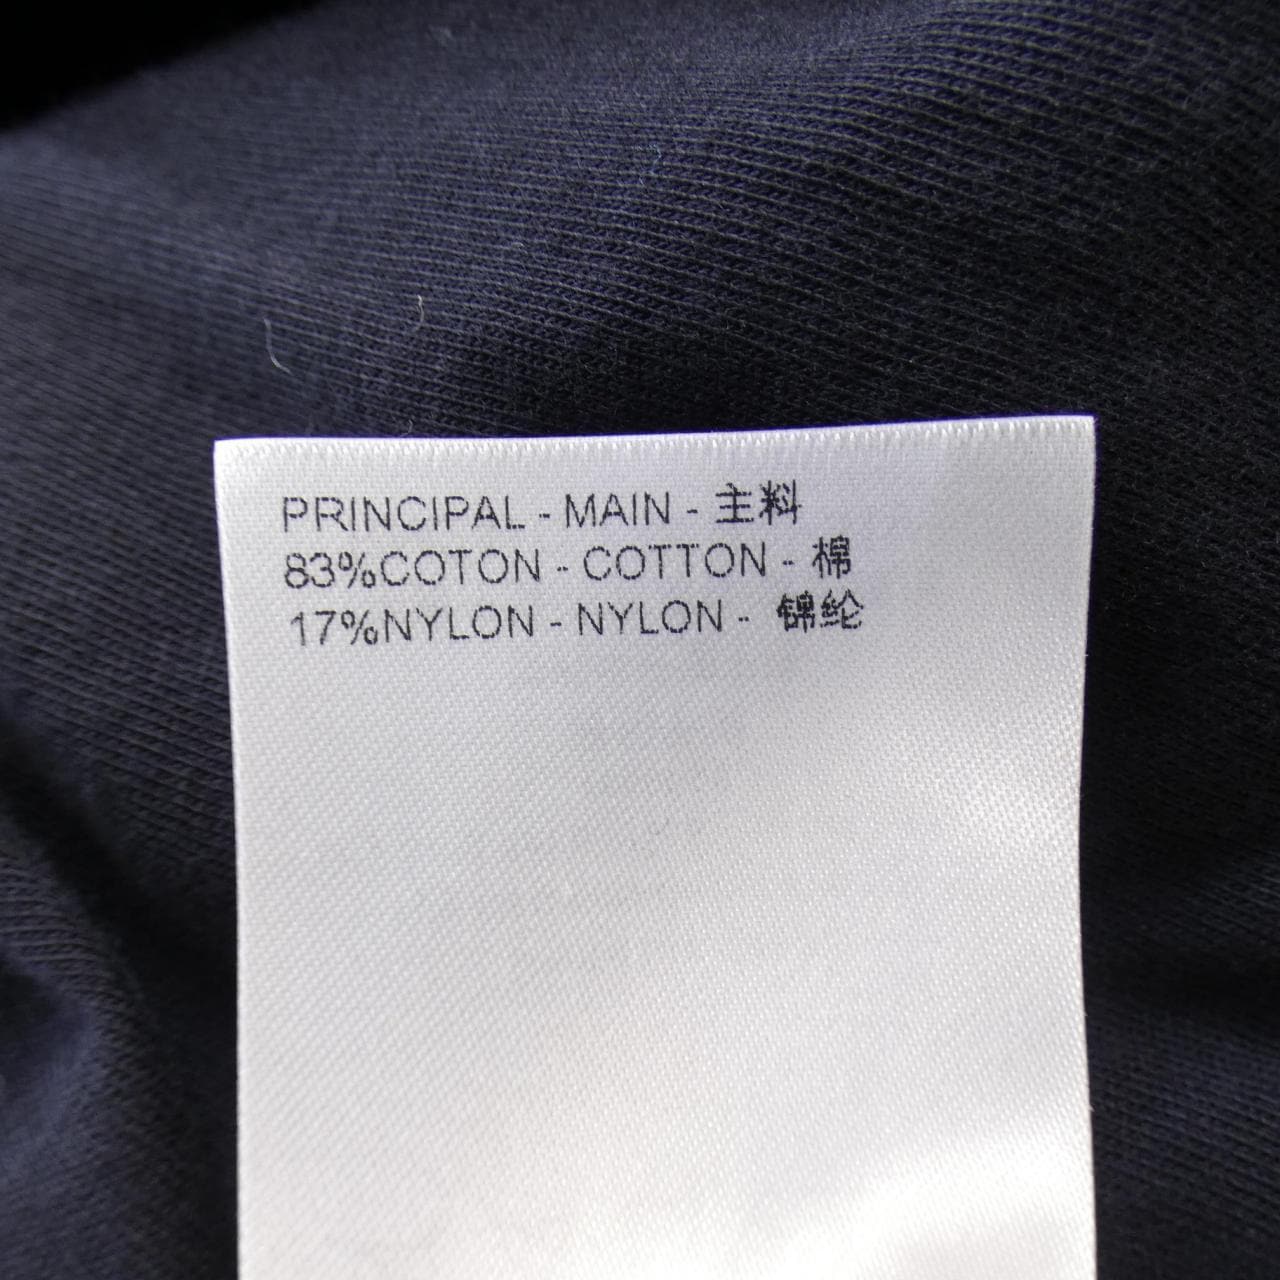 PRINCIPAL - MAIN - 主料
83%COTON - COTTON - 棉
17%NYLON - NYLON - 锦纶